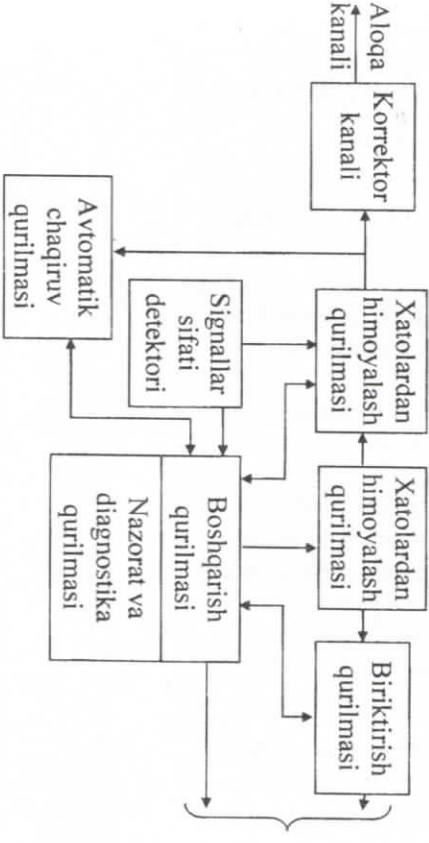 Aloqa
kanali
Korrektor
kanali
Xatolardan
himoyalash
qurilmasi
Xatolardan
himoyalash
qurilmasi
Biriktirish
qurilmasi
Signallar
sifati
detektori
Boshqarish
qurilmasi
Nazorat va
diagnostika
qurilmasi
Avtomatik
chaqiruv
qurilmasi